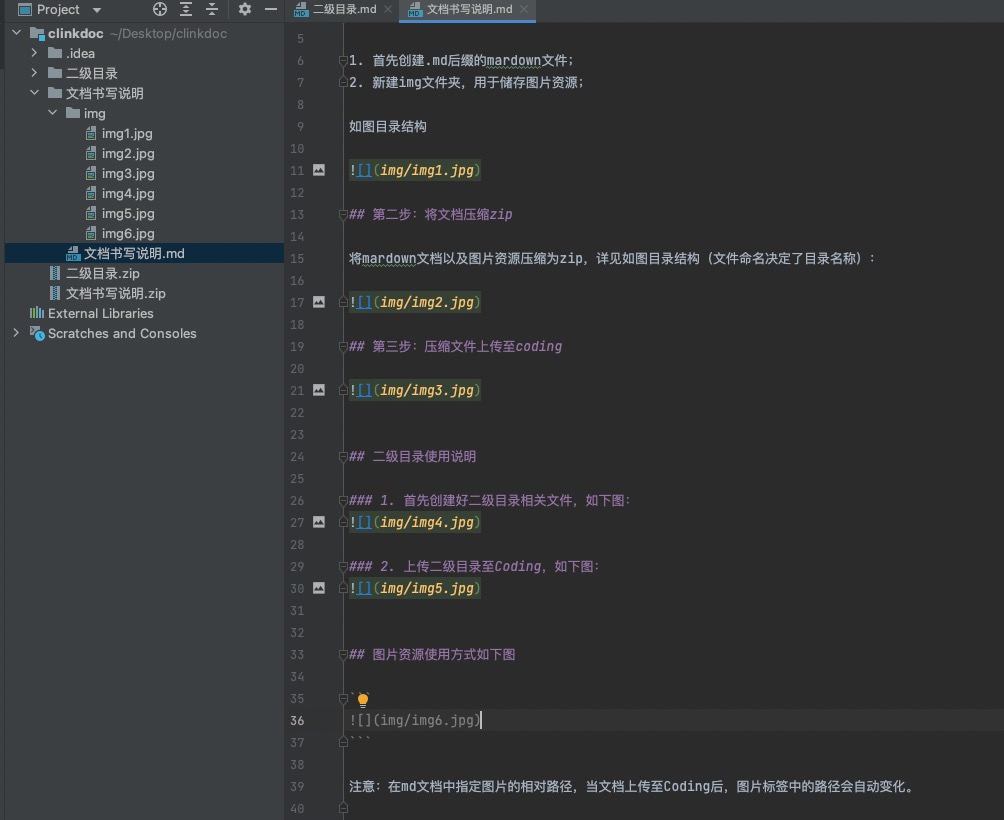 Project
二级目录.md
文档书写说明.md
clinkdoc ~/Desktop/clinkdoc
.idea
二级目录
文档书写说明
img
img1.jpg
img2.jpg
img3.jpg
img4.jpg
img5.jpg
img6.jpg
文档书写说明.md
二级目录.zip
文档书写说明.zip
External Libraries
Scratches and Consoles
5
6 1. 首先创建.md后缀的mardown文件;
7 2. 新建img文件夹，用于储存图片资源;
8
9 如图目录结构
10
11 ![](img/img1.jpg)
12
13 ## 第二步：将文档压缩zip
14
15 将mardown文档以及图片资源压缩为zip，详见如图目录结构（文件命名决定了目录名称）:
16
17 ![](img/img2.jpg)
18
19 ## 第三步：压缩文件上传至coding
20
21 ![](img/img3.jpg)
22
23
24 ## 二级目录使用说明
25
26 ### 1. 首先创建好二级目录相关文件，如下图:
27 ![](img/img4.jpg)
28
29 ### 2. 上传二级目录至Coding，如下图:
30 ![](img/img5.jpg)
31
32
33 ## 图片资源使用方式如下图
34
35 ```
36 ![](img/img6.jpg)
37 ```
38
39 注意：在md文档中指定图片的相对路径，当文档上传至Coding后，图片标签中的路径会自动变化。
40